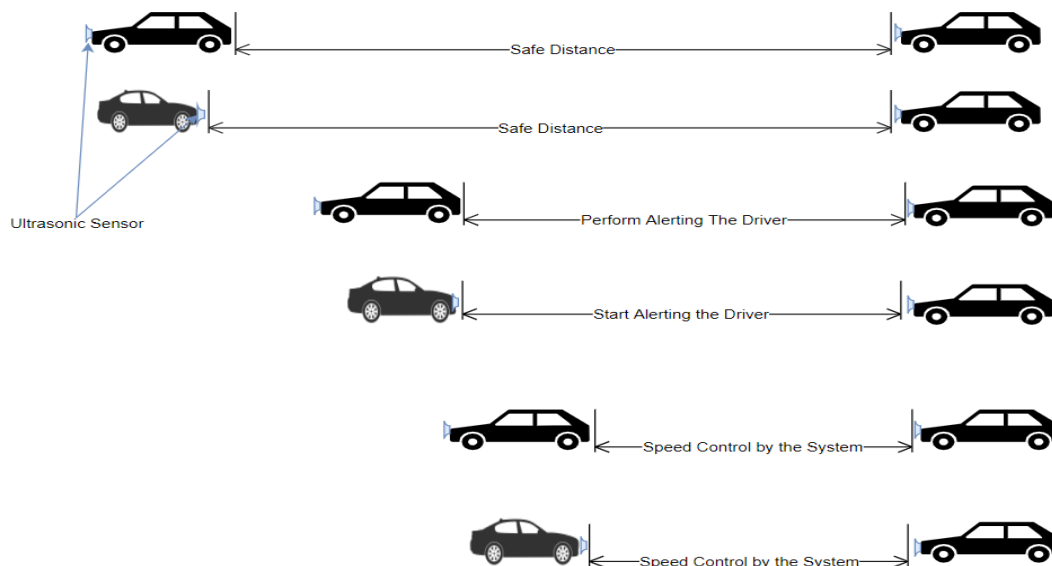 Safe Distance
Safe Distance
Ultrasonic Sensor
Perform Alerting The Driver
Start Alerting the Driver
Speed Control by the System
Speed Control by the System